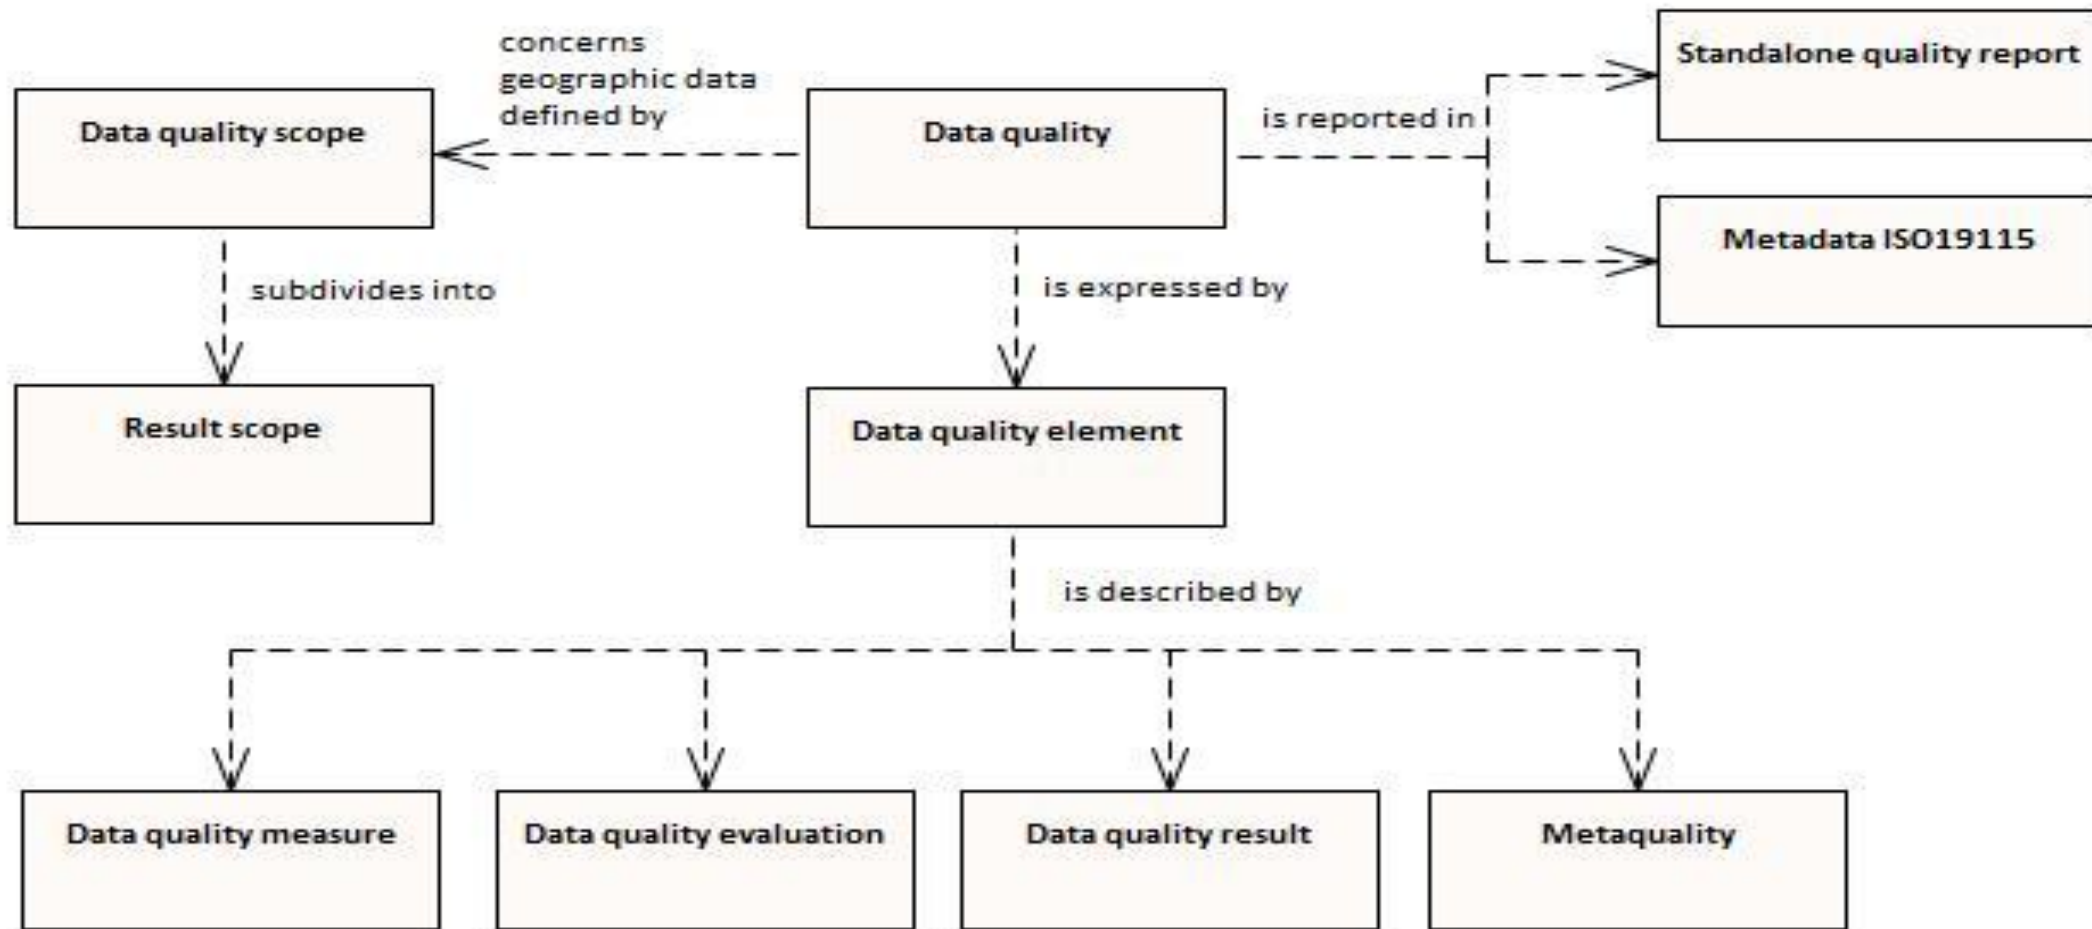 concerns
geographic data
defined by
Data quality scope
Data quality
is reported in
Standalone quality report
Metadata ISO19115
subdivides into
is expressed by
Result scope
Data quality element
is described by
Data quality measure
Data quality evaluation
Data quality result
Metaquality